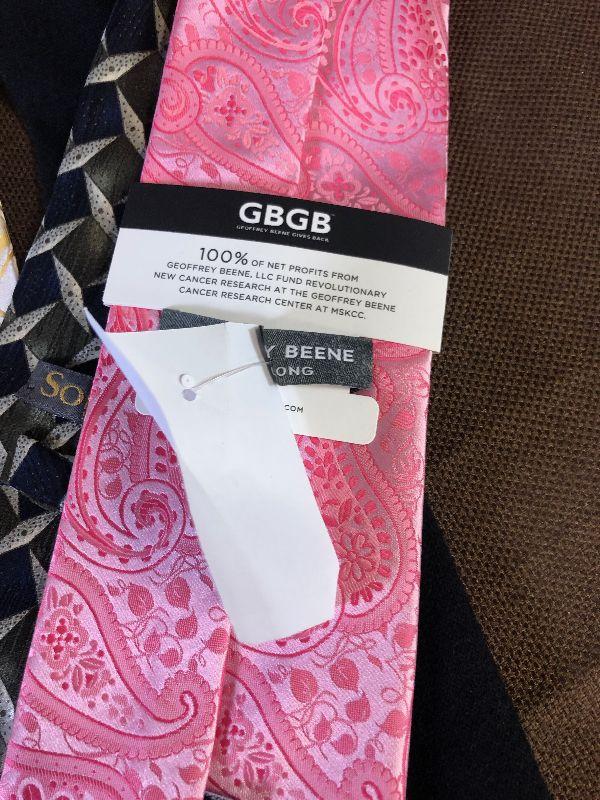 GBGB
GEOFFREY BEENE GIVES BACK
100% OF NET PROFITS FROM
GEOFFREY BEENE, LLC FUND REVOLUTIONARY
NEW CANCER RESEARCH AT THE GEOFFREY BEENE
CANCER RESEARCH CENTER AT MSKCC.
Y BEENE
ONG
.COM
So